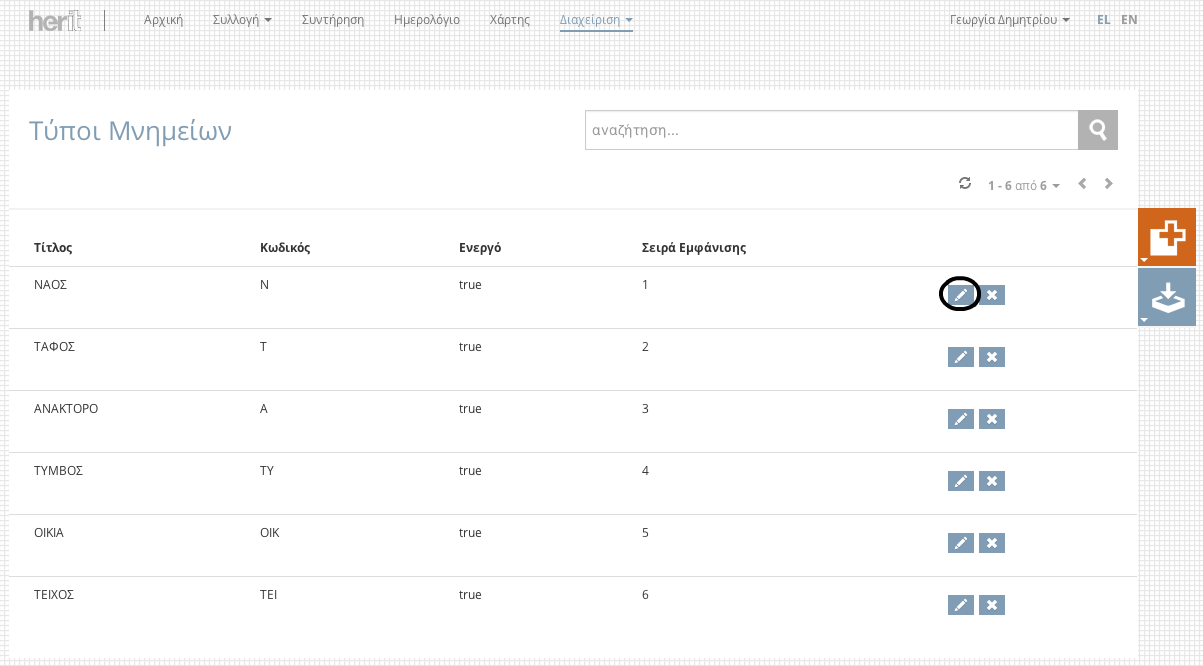 herit Αρχική Συλλογή Συντήρηση Ημερολόγιο Χάρτης Διαχείριση Γεωργία Δημητρίου EL EN
Τύποι Μνημείων
αναζήτηση...
1 - 6 από 6
Τίτλος Κωδικός Ενεργό Σειρά Εμφάνισης
ΝΑΟΣ Ν true 1
ΤΑΦΟΣ Τ true 2
ΑΝΑΚΤΟΡΟ Α true 3
ΤΥΜΒΟΣ ΤΥ true 4
ΟΙΚΙΑ ΟΙΚ true 5
ΤΕΙΧΟΣ ΤΕΙ true 6